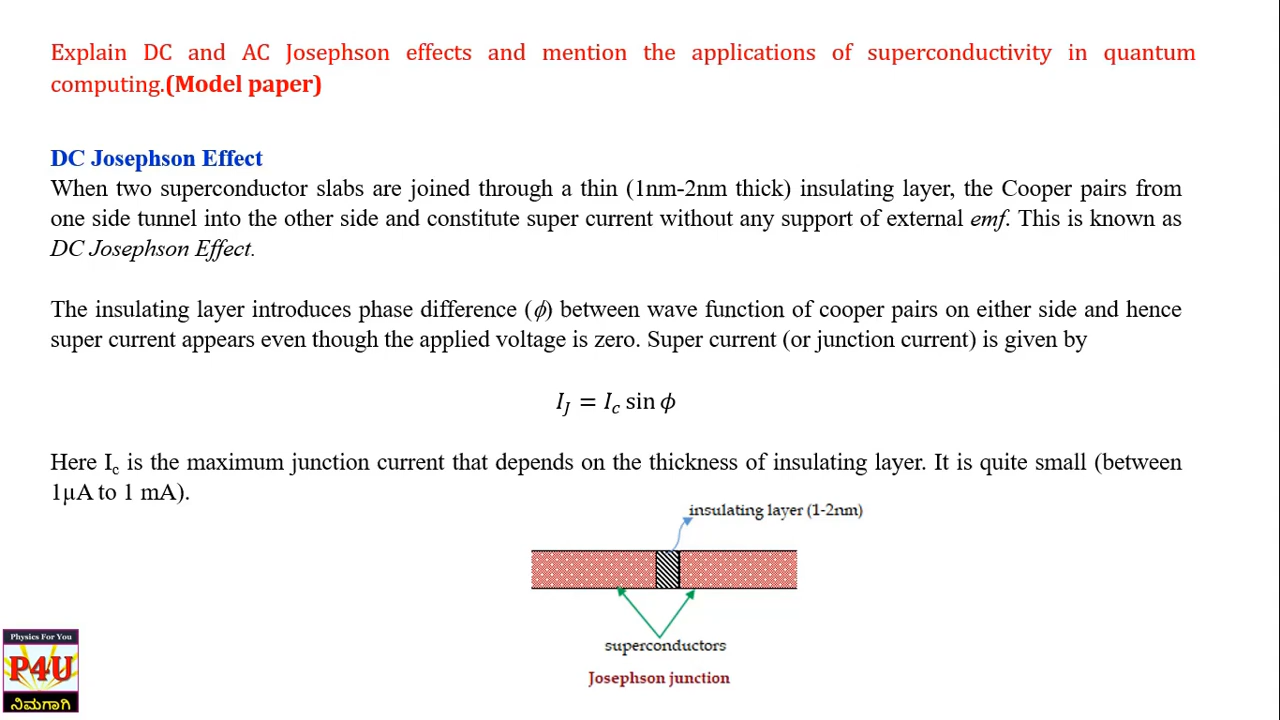 Explain DC and AC Josephson effects and mention the applications of superconductivity in quantum
computing.(Model paper)
DC Josephson Effect
When two superconductor slabs are joined through a thin (1nm-2nm thick) insulating layer, the Cooper pairs from
one side tunnel into the other side and constitute super current without any support of external emf. This is known as
DC Josephson Effect.
The insulating layer introduces phase difference (ϕ) between wave function of cooper pairs on either side and hence
super current appears even though the applied voltage is zero. Super current (or junction current) is given by
I_J = I_c sin ϕ
Here I_c is the maximum junction current that depends on the thickness of insulating layer. It is quite small (between
1µA to 1 mA).
insulating layer (1-2nm)
superconductors
Josephson junction
Physics For You
P4U
ನಿಮಗಾಗಿ